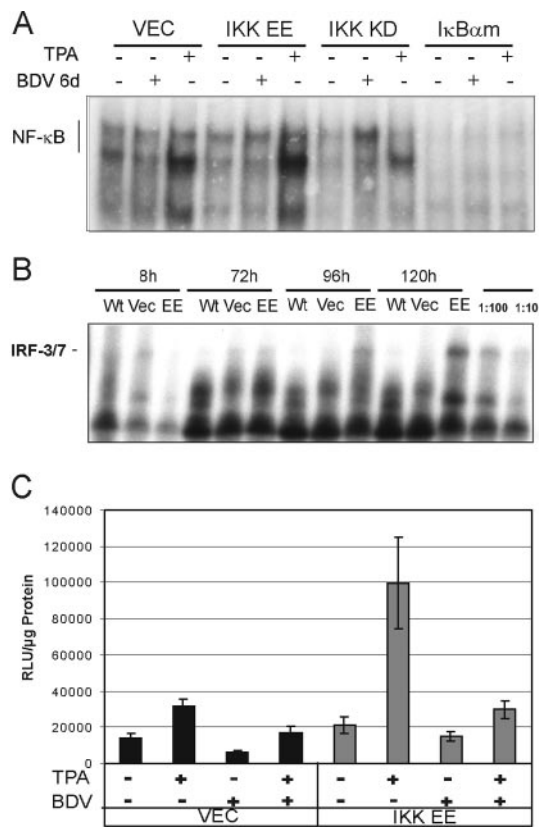 A
VEC IKK EE IKK KD IκBαm
TPA - - + - - + - - + - - +
BDV 6d - + - - + - - + - - + -
NF-κB
B
8h 72h 96h 120h
Wt Vec EE Wt Vec EE Wt Vec EE Wt Vec EE 1:100 1:10
IRF-3/7 -
C
140000
120000
100000
80000
60000
40000
20000
0
RLU/µg Protein
TPA - + - + - + - +
BDV - - + + - - + +
VEC IKK EE